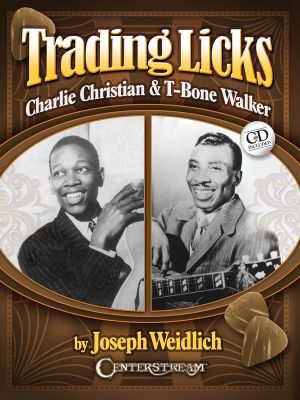 Trading Licks
Charlie Christian & T-Bone Walker
CD
INCLUDED
by Joseph Weidlich
CENTERSTREAM